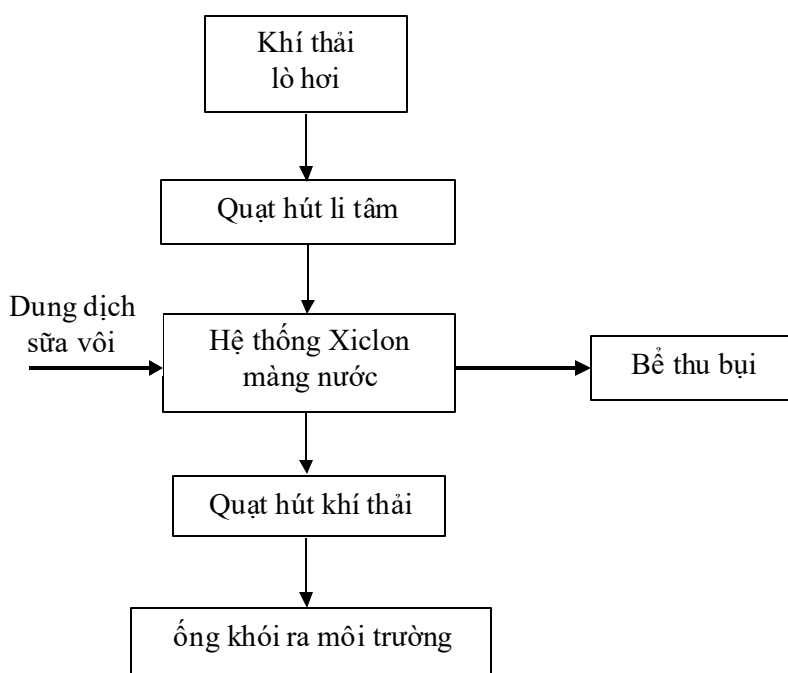 Khí thải
lò hơi
Quạt hút li tâm
Dung dịch
sữa vôi
Hệ thống Xiclon
màng nước
Bể thu bụi
Quạt hút khí thải
ống khói ra môi trường